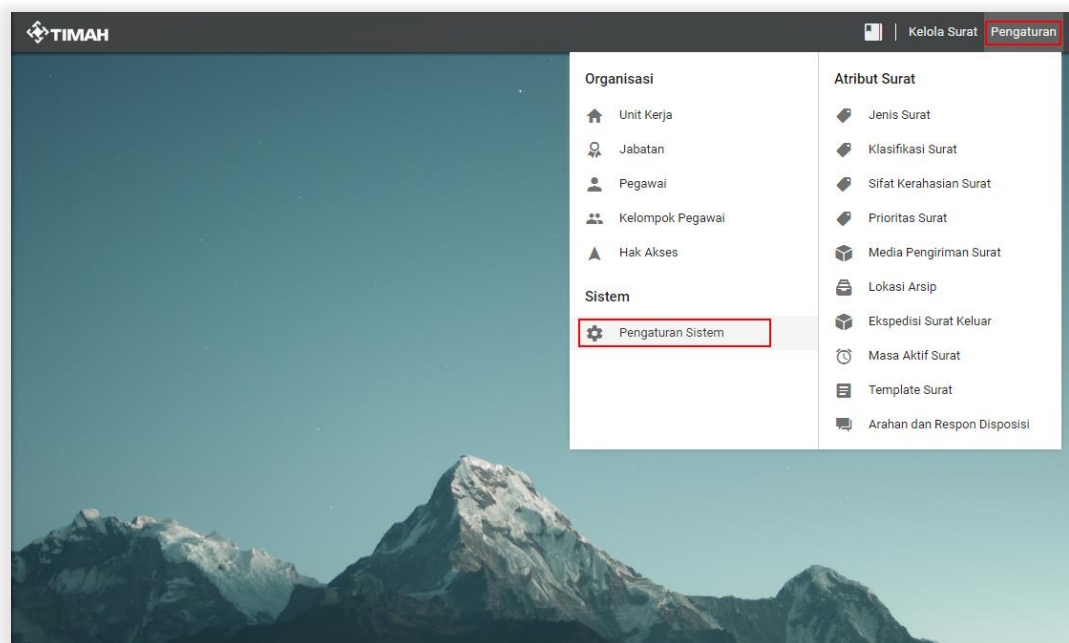 TIMAH
Kelola Surat
Pengaturan
Organisasi
Unit Kerja
Jabatan
Pegawai
Kelompok Pegawai
Hak Akses
Sistem
Pengaturan Sistem
Atribut Surat
Jenis Surat
Klasifikasi Surat
Sifat Kerahasian Surat
Prioritas Surat
Media Pengiriman Surat
Lokasi Arsip
Ekspedisi Surat Keluar
Masa Aktif Surat
Template Surat
Arahan dan Respon Disposisi